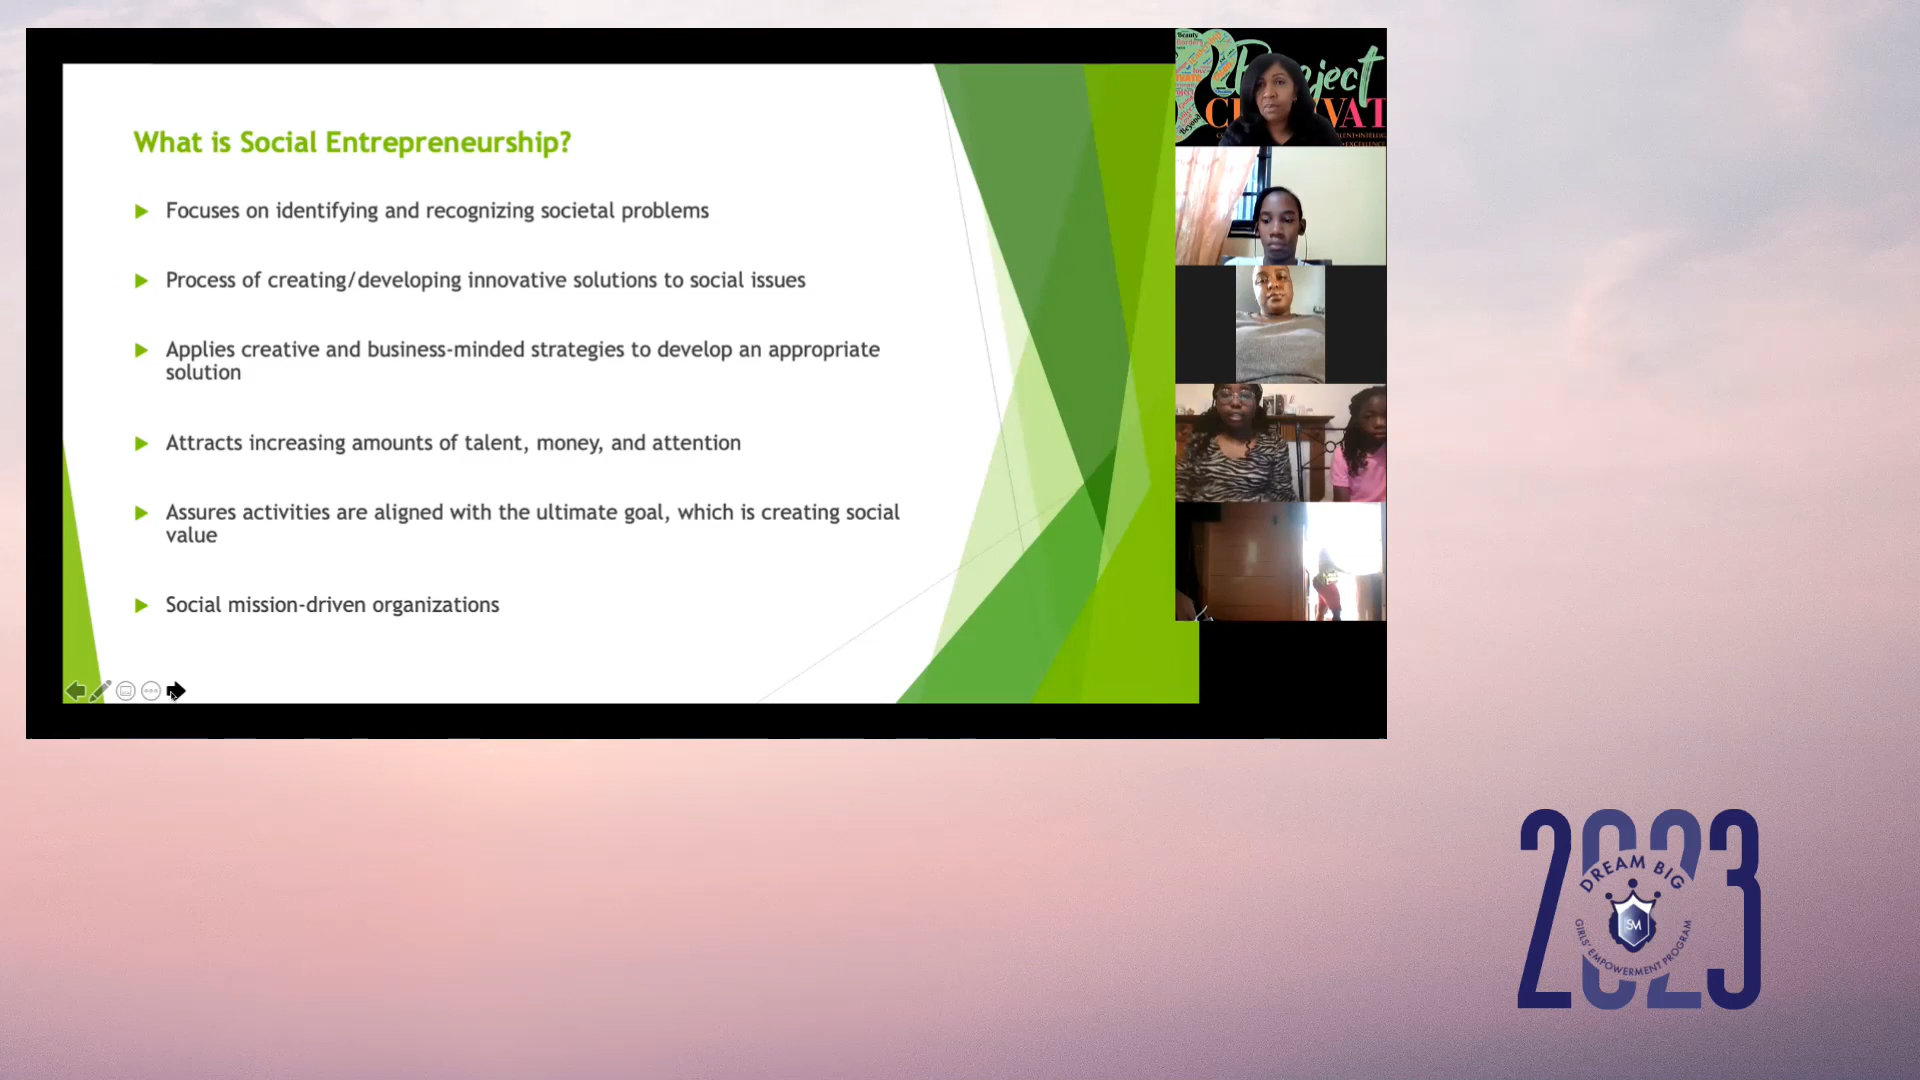 What is Social Entrepreneurship?
Focuses on identifying and recognizing societal problems
Process of creating/developing innovative solutions to social issues
Applies creative and business-minded strategies to develop an appropriate
solution
Attracts increasing amounts of talent, money, and attention
Assures activities are aligned with the ultimate goal, which is creating social
value
Social mission-driven organizations
Beauty
Beyond
2023
DREAM BIG
SM
GIRLS' EMPOWERMENT PROGRAM